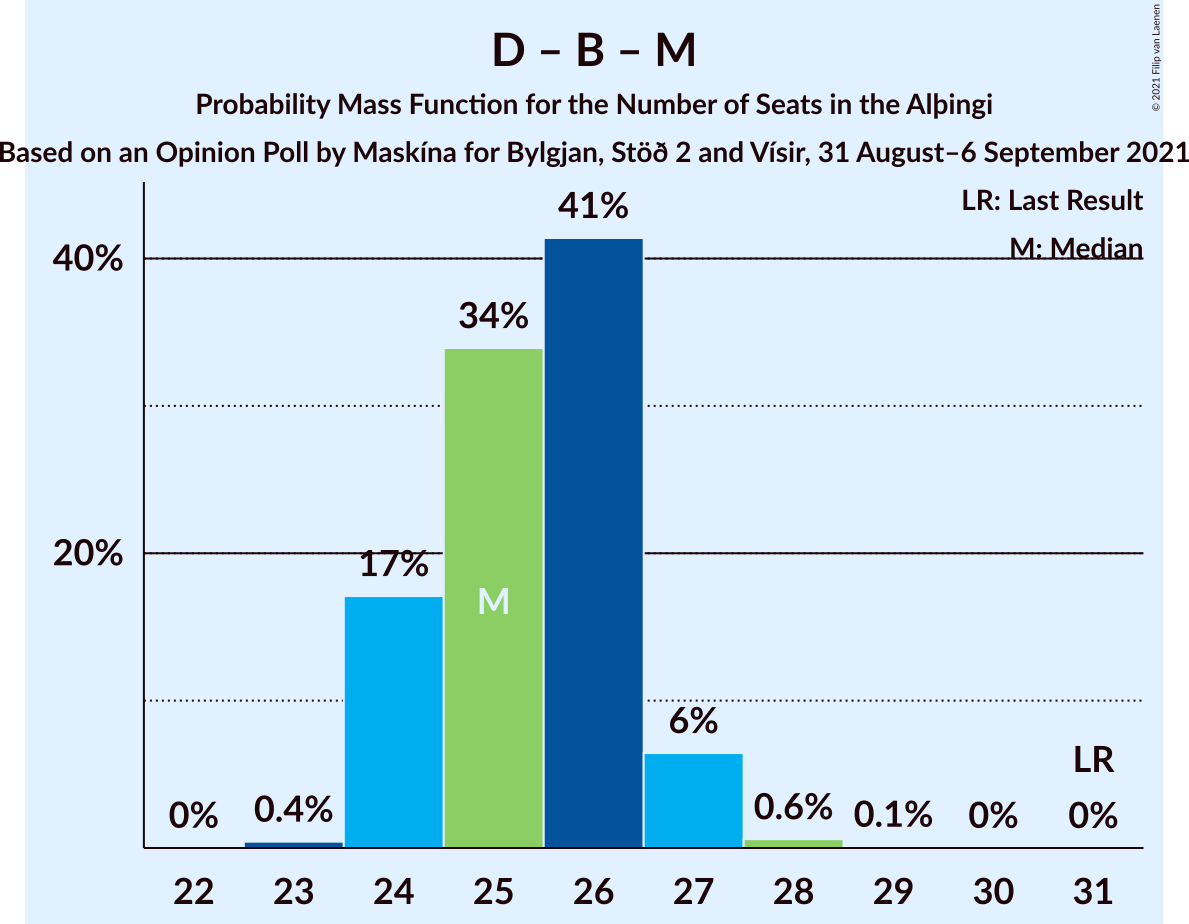 D – B – M
Probability Mass Function for the Number of Seats in the Alþingi
Based on an Opinion Poll by Maskína for Bylgjan, Stöð 2 and Vísir, 31 August–6 September 2021
© 2021 Filip van Laenen
LR: Last Result
M: Median
41%
40%
34%
20%
17%
M
6%
LR
0% 0.4% 0.6% 0.1% 0% 0%
22 23 24 25 26 27 28 29 30 31